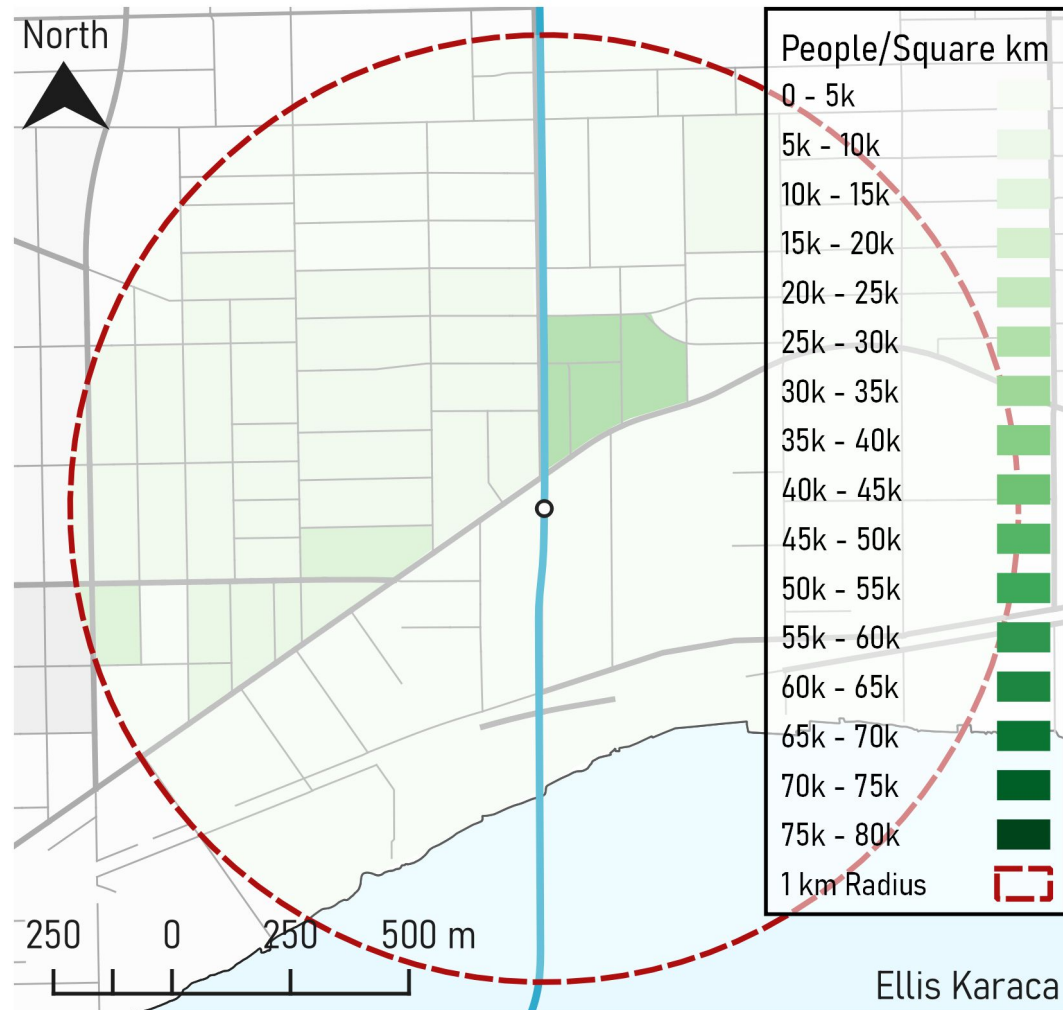 North
People/Square km
0 - 5k
5k - 10k
10k - 15k
15k - 20k
20k - 25k
25k - 30k
30k - 35k
35k - 40k
40k - 45k
45k - 50k
50k - 55k
55k - 60k
60k - 65k
65k - 70k
70k - 75k
75k - 80k
1 km Radius
250 0 250 500 m
Ellis Karaca